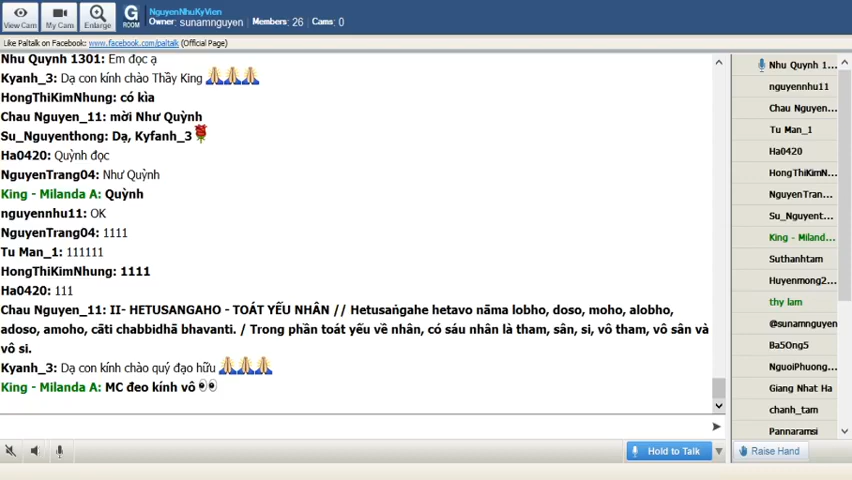 NguyenNhuKyVien
Owner: sunamnguyen Members: 26 Cams: 0
View Cam My Cam Enlarge G ROOM
Like Paltalk on Facebook: www.facebook.com/paltalk (Official Page)
Nhu Quynh 1301: Em đọc ạ
Kyanh_3: Dạ con kính chào Thầy King
HongThiKimNhung: có kìa
Chau Nguyen_11: mời Như Quỳnh
Su_Nguyenthong: Dạ, Kyfanh_3
Ha0420: Quỳnh đọc
NguyenTrang04: Như Quỳnh
King - Milanda A: Quỳnh
nguyennhu11: OK
NguyenTrang04: 1111
Tu Man_1: 111111
HongThiKimNhung: 1111
Ha0420: 111
Chau Nguyen_11: II- HETUSANGAHO - TOÁT YẾU NHÂN // Hetusaṅgahe hetavo nāma lobho, doso, moho, alobho,
adoso, amoho, cāti chabbidhā bhavanti. / Trong phần toát yếu về nhân, có sáu nhân là tham, sân, si, vô tham, vô sân và
vô si.
Kyanh_3: Dạ con kính chào quý đạo hữu
King - Milanda A: MC đeo kính vô
Hold to Talk
Nhu Quynh 1...
nguyennhu11
Chau Nguyen...
Tu Man_1
Ha0420
HongThiKimN...
NguyenTran...
Su_Nguyent...
King - Miland...
Suthanhtam
Huyenmong2...
thy lam
@sunamnguyen
Ba5Ong5
NguoiPhuong...
Giang Nhat Ha
chanh_tam
Pannaramsi
Raise Hand